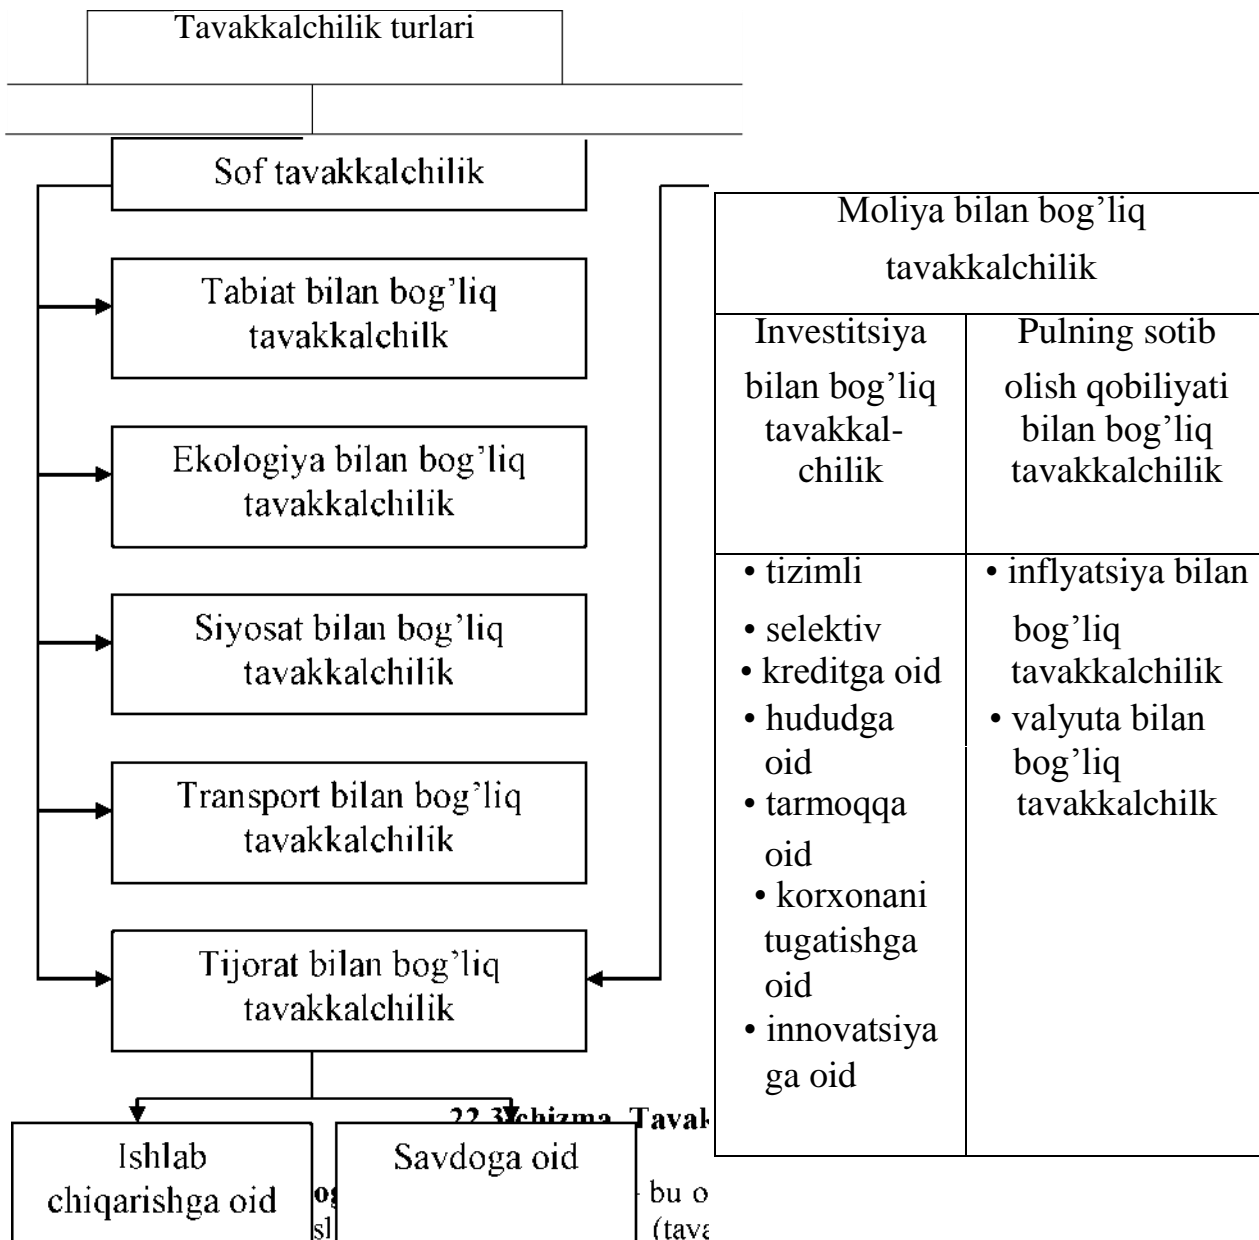 Tavakkalchilik turlari
Sof tavakkalchilik
Tabiat bilan bog’liq
tavakkalchilk
Ekologiya bilan bog’liq
tavakkalchilik
Siyosat bilan bog’liq
tavakkalchilik
Transport bilan bog’liq
tavakkalchilik
Tijorat bilan bog’liq
tavakkalchilik
Ishlab
chiqarishga oid
Savdoga oid
Moliya bilan bog’liq
tavakkalchilik
Investitsiya
bilan bog’liq
tavakkal-
chilik
Pulning sotib
olish qobiliyati
bilan bog’liq
tavakkalchilik
• tizimli
• selektiv
• kreditga oid
• hududga
oid
• tarmoqqa
oid
• korxonani
tugatishga
oid
• innovatsiya
ga oid
• inflyatsiya bilan
bog’liq
tavakkalchilik
• valyuta bilan
bog’liq
tavakkalchilk
22.3 chizma.
bu